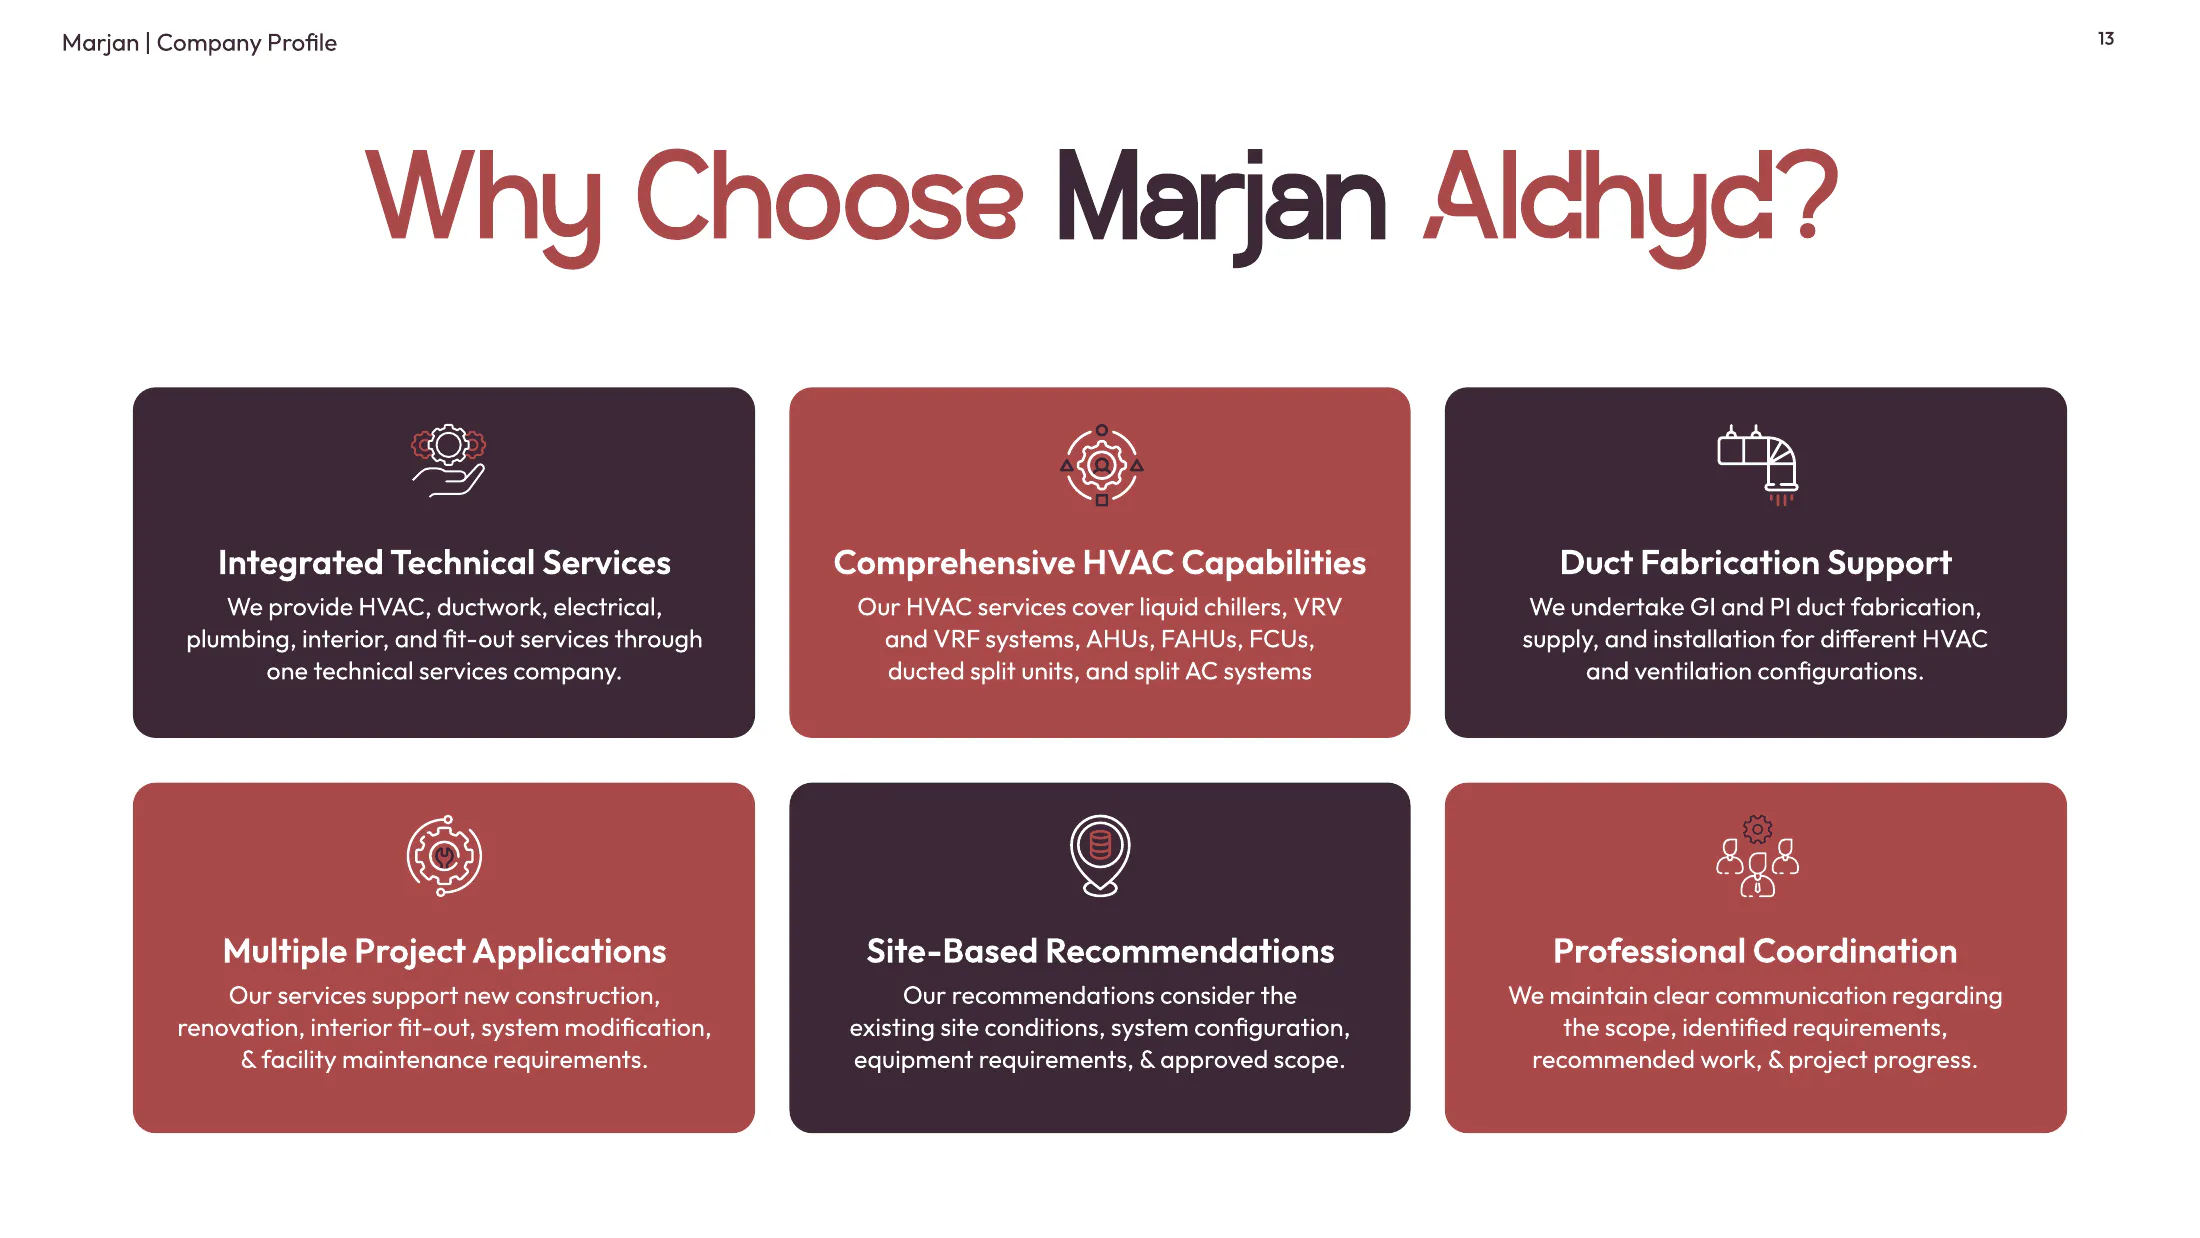 Marjan | Company Profile
13
Why Choose Marjan Aldhyd?
Integrated Technical Services
We provide HVAC, ductwork, electrical,
plumbing, interior, and fit-out services through
one technical services company.
Comprehensive HVAC Capabilities
Our HVAC services cover liquid chillers, VRV
and VRF systems, AHUs, FAHUs, FCUs,
ducted split units, and split AC systems
Duct Fabrication Support
We undertake GI and PI duct fabrication,
supply, and installation for different HVAC
and ventilation configurations.
Multiple Project Applications
Our services support new construction,
renovation, interior fit-out, system modification,
& facility maintenance requirements.
Site-Based Recommendations
Our recommendations consider the
existing site conditions, system configuration,
equipment requirements, & approved scope.
Professional Coordination
We maintain clear communication regarding
the scope, identified requirements,
recommended work, & project progress.